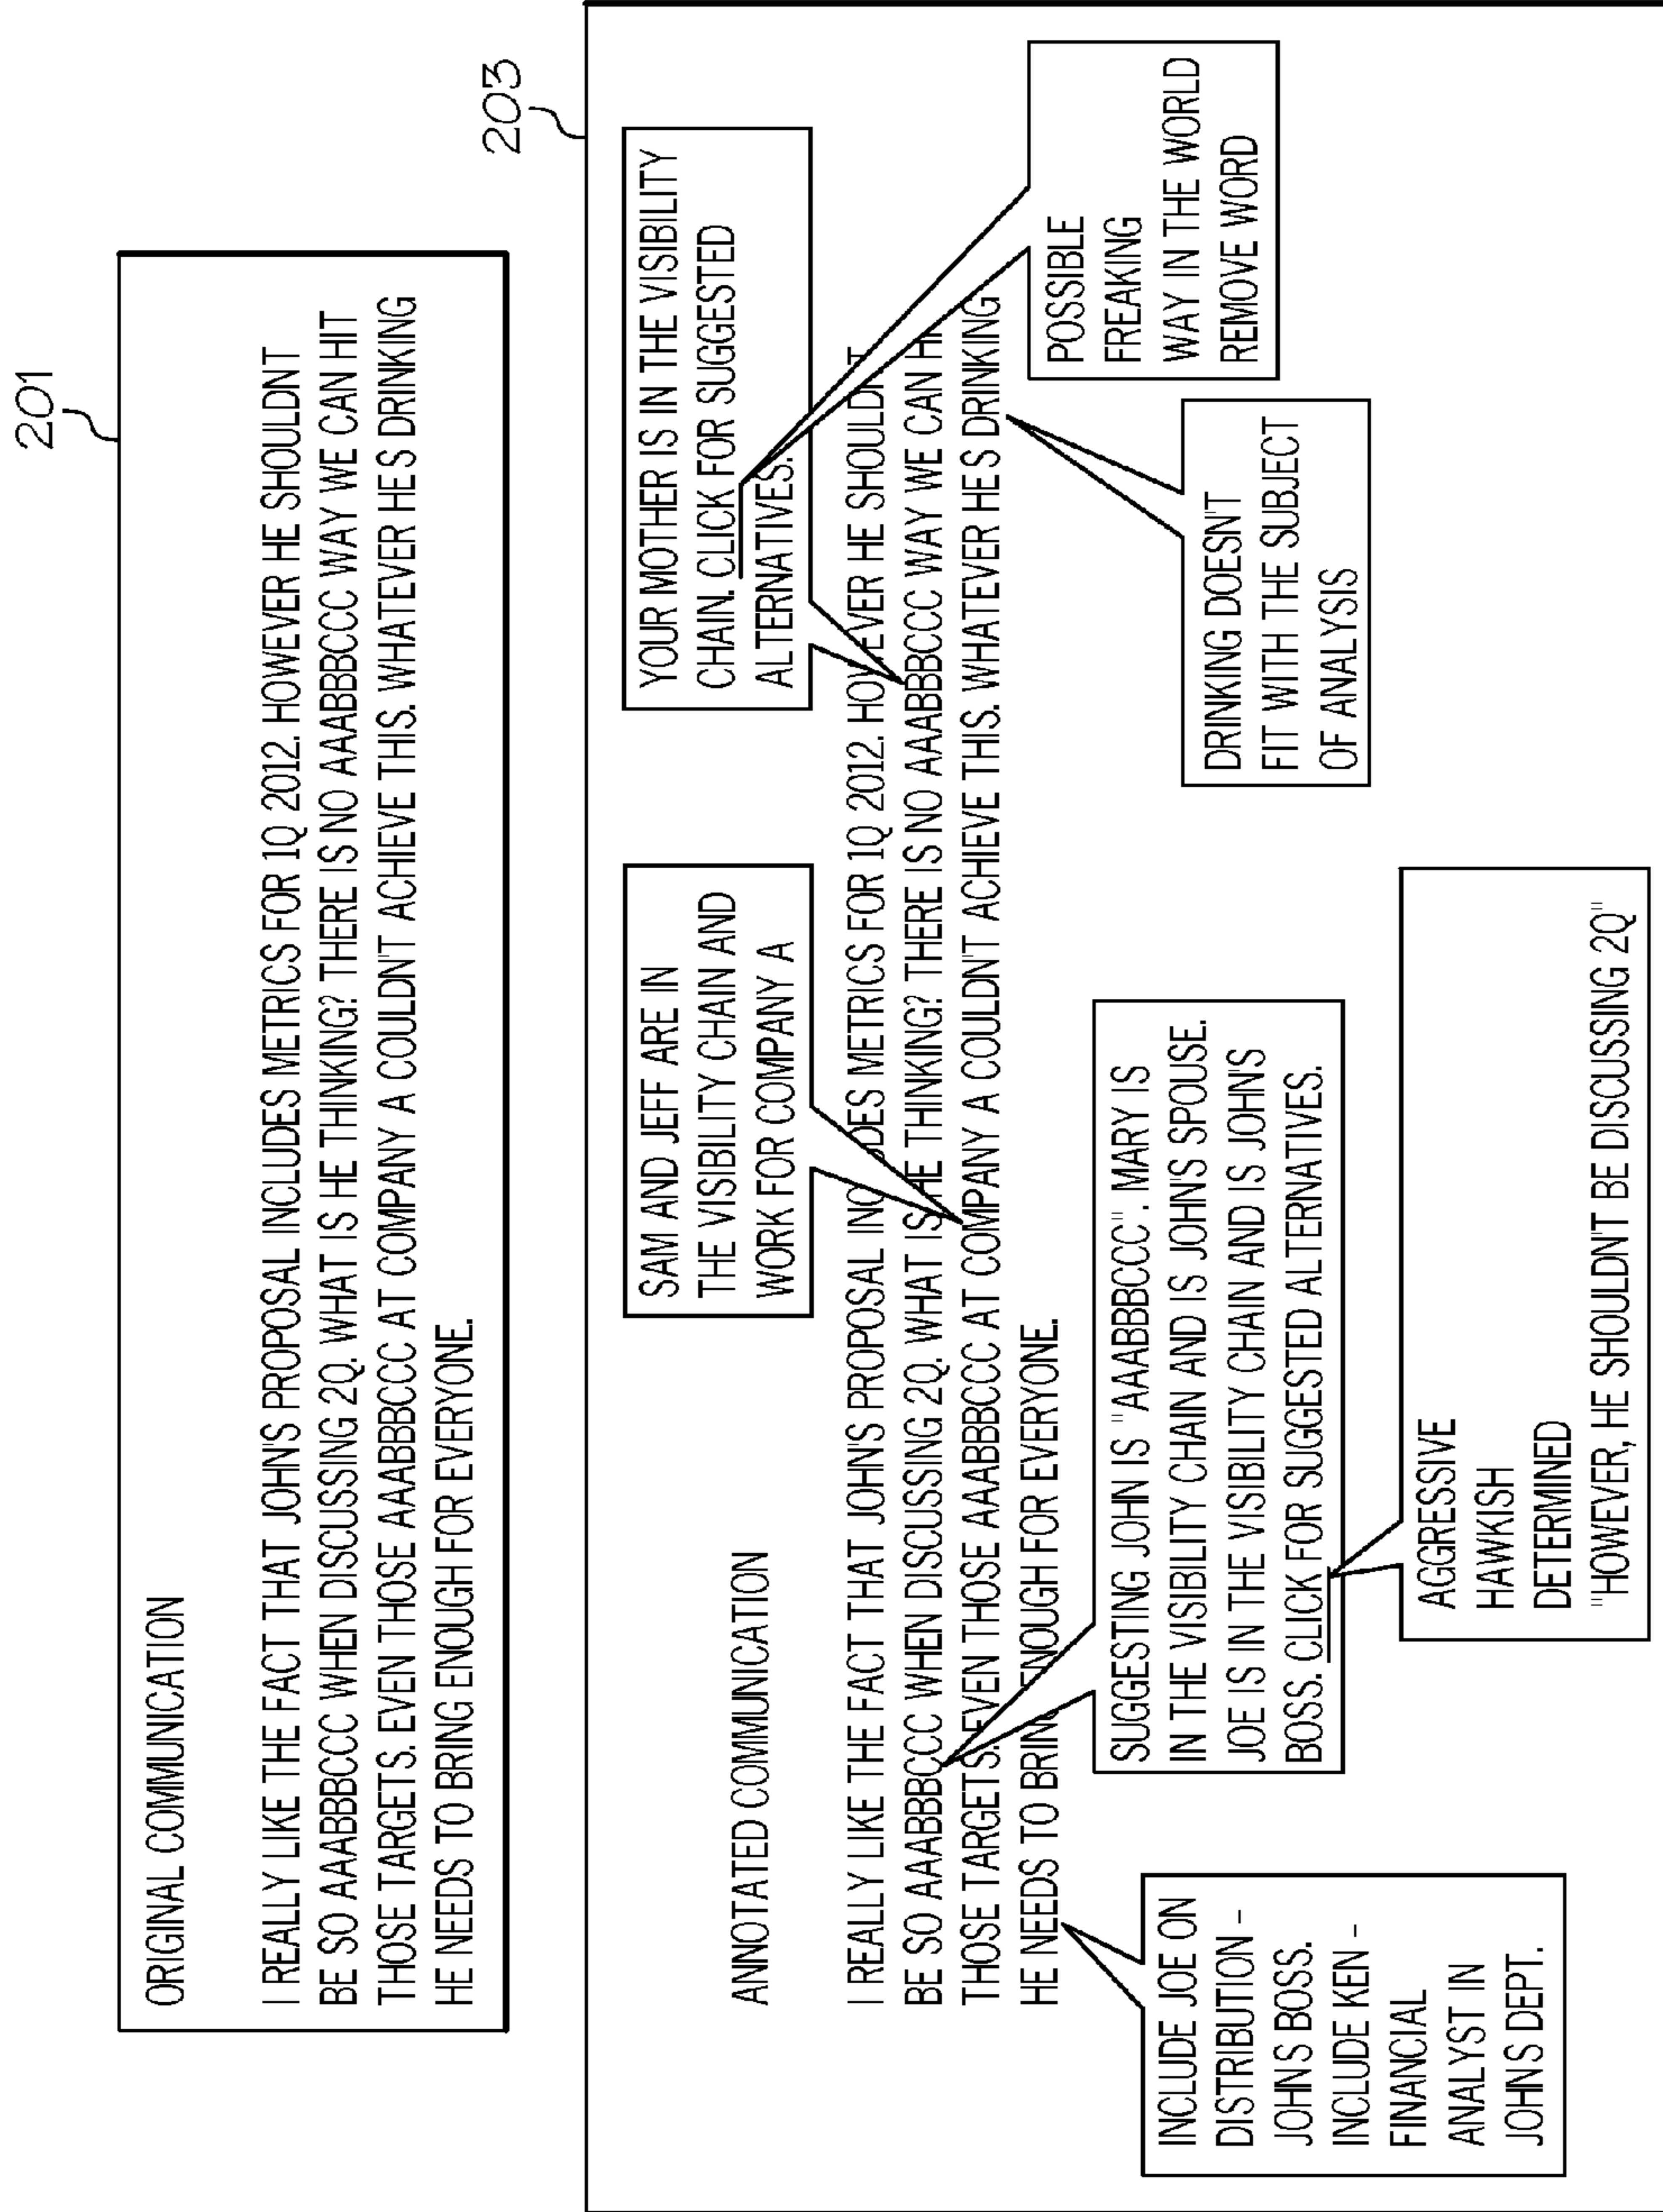 201
ORIGINAL COMMUNICATION
I REALLY LIKE THE FACT THAT JOHN'S PROPOSAL INCLUDES METRICS FOR 1Q 2012. HOWEVER HE SHOULDNT
BE SO AAABBBCCC WHEN DISCUSSING 2Q. WHAT IS HE THINKING? THERE IS NO AAABBBCCC WAY WE CAN HIT
THOSE TARGETS. EVEN THOSE AAABBBCCC AT COMPANY A COULDN'T ACHIEVE THIS. WHATEVER HE'S DRINKING
HE NEEDS TO BRING ENOUGH FOR EVERYONE.
203
ANNOTATED COMMUNICATION
SAM AND JEFF ARE IN
THE VISIBILITY CHAIN AND
WORK FOR COMPANY A
YOUR MOTHER IS IN THE VISIBILITY
CHAIN. CLICK FOR SUGGESTED
ALTERNATIVES.
I REALLY LIKE THE FACT THAT JOHN'S PROPOSAL INCLUDES METRICS FOR 1Q 2012. HOWEVER HE SHOULDNT
BE SO AAABBBCCC WHEN DISCUSSING 2Q. WHAT IS HE THINKING? THERE IS NO AAABBBCCC WAY WE CAN HIT
THOSE TARGETS. EVEN THOSE AAABBBCCC AT COMPANY A COULDN'T ACHIEVE THIS. WHATEVER HE'S DRINKING
HE NEEDS TO BRING ENOUGH FOR EVERYONE.
POSSIBLE
FREAKING
WAY IN THE WORLD
REMOVE WORD
INCLUDE JOE ON
DISTRIBUTION -
JOHN'S BOSS.
INCLUDE KEN -
FINANCIAL
ANALYST IN
JOHN'S DEPT.
SUGGESTING JOHN IS "AAABBBCCC". MARY IS
IN THE VISIBILITY CHAIN AND IS JOHN'S SPOUSE.
JOE IS IN THE VISIBILITY CHAIN AND IS JOHN'S
BOSS. CLICK FOR SUGGESTED ALTERNATIVES.
DRINKING DOESN'T
FIT WITH THE SUBJECT
OF ANALYSIS
AGGRESSIVE
HAWKISH
DETERMINED
"HOWEVER, HE SHOULDN'T BE DISCUSSING 2Q"